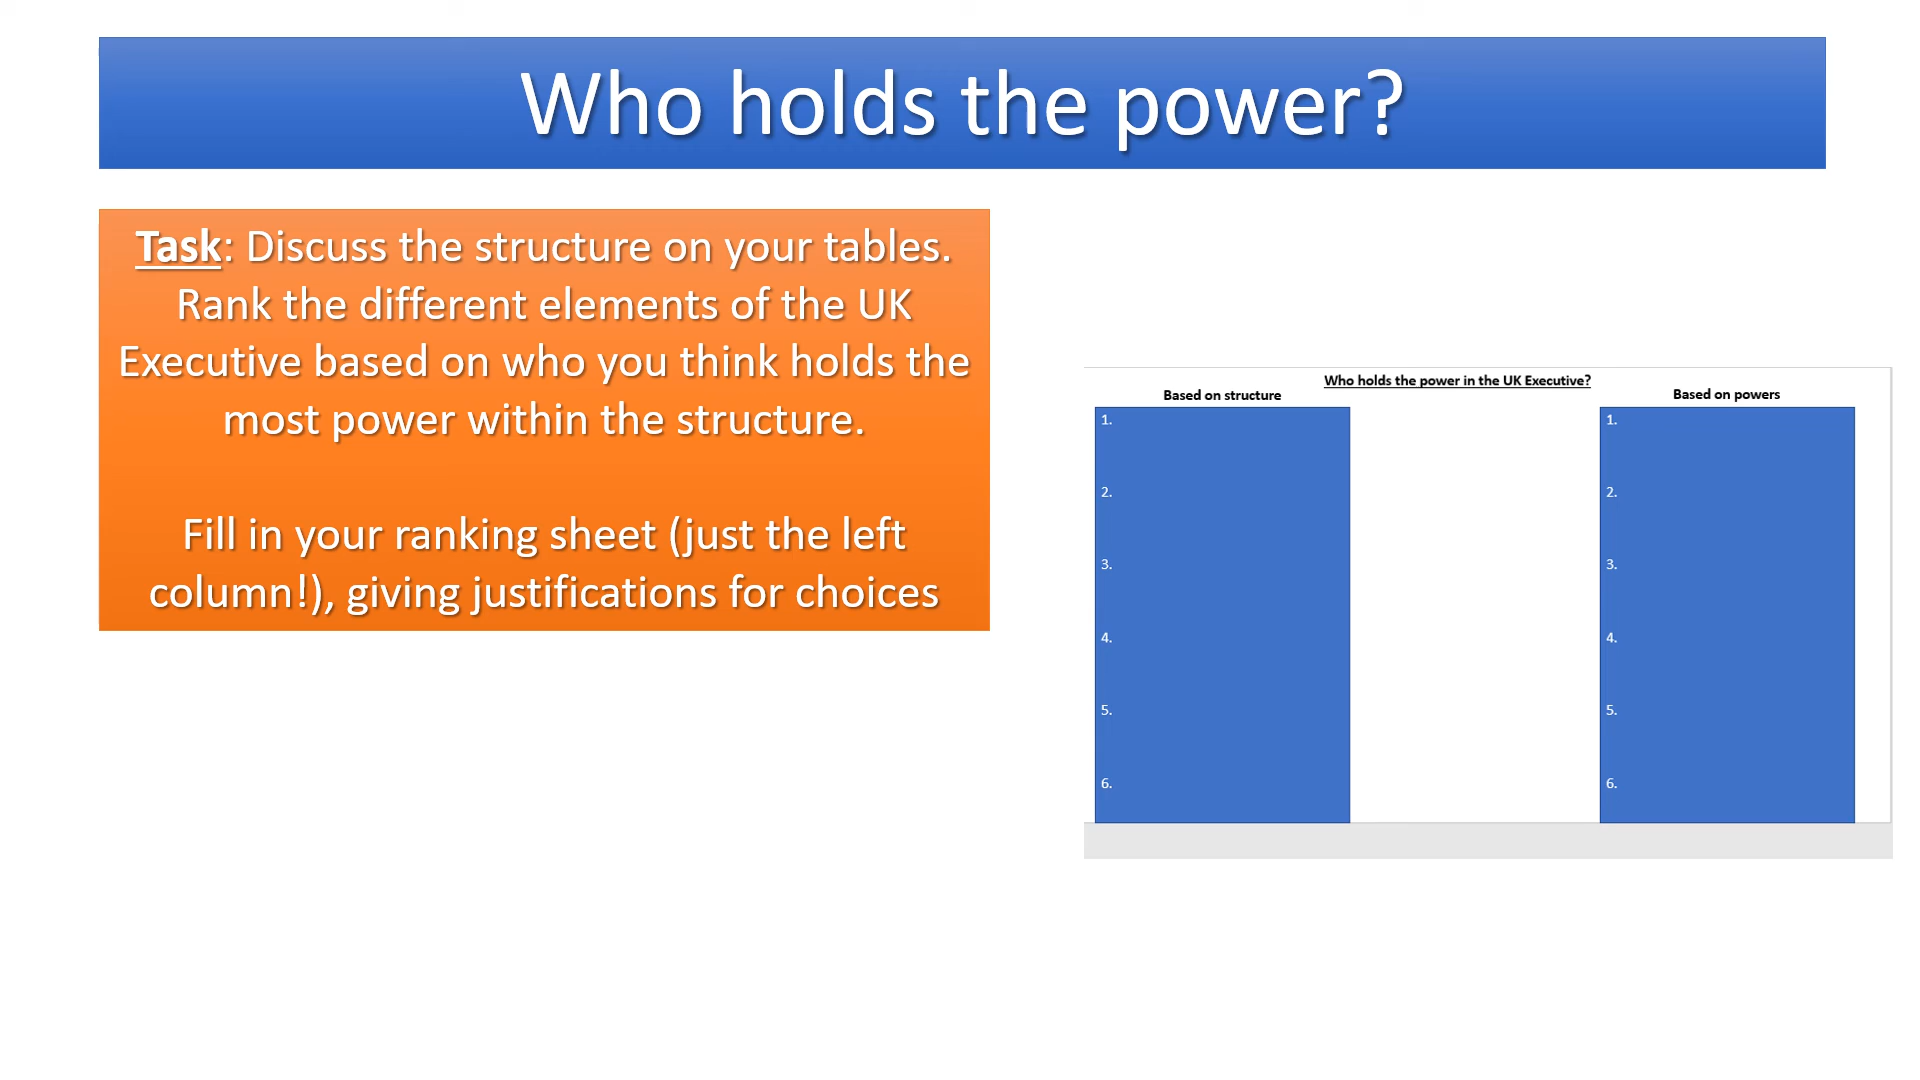 Who holds the power?
Task: Discuss the structure on your tables.
Rank the different elements of the UK
Executive based on who you think holds the
most power within the structure.
Fill in your ranking sheet (just the left
column!), giving justifications for choices
Who holds the power in the UK Executive?
Based on structure
1.
2.
3.
4.
5.
6.
Based on powers
1.
2.
3.
4.
5.
6.